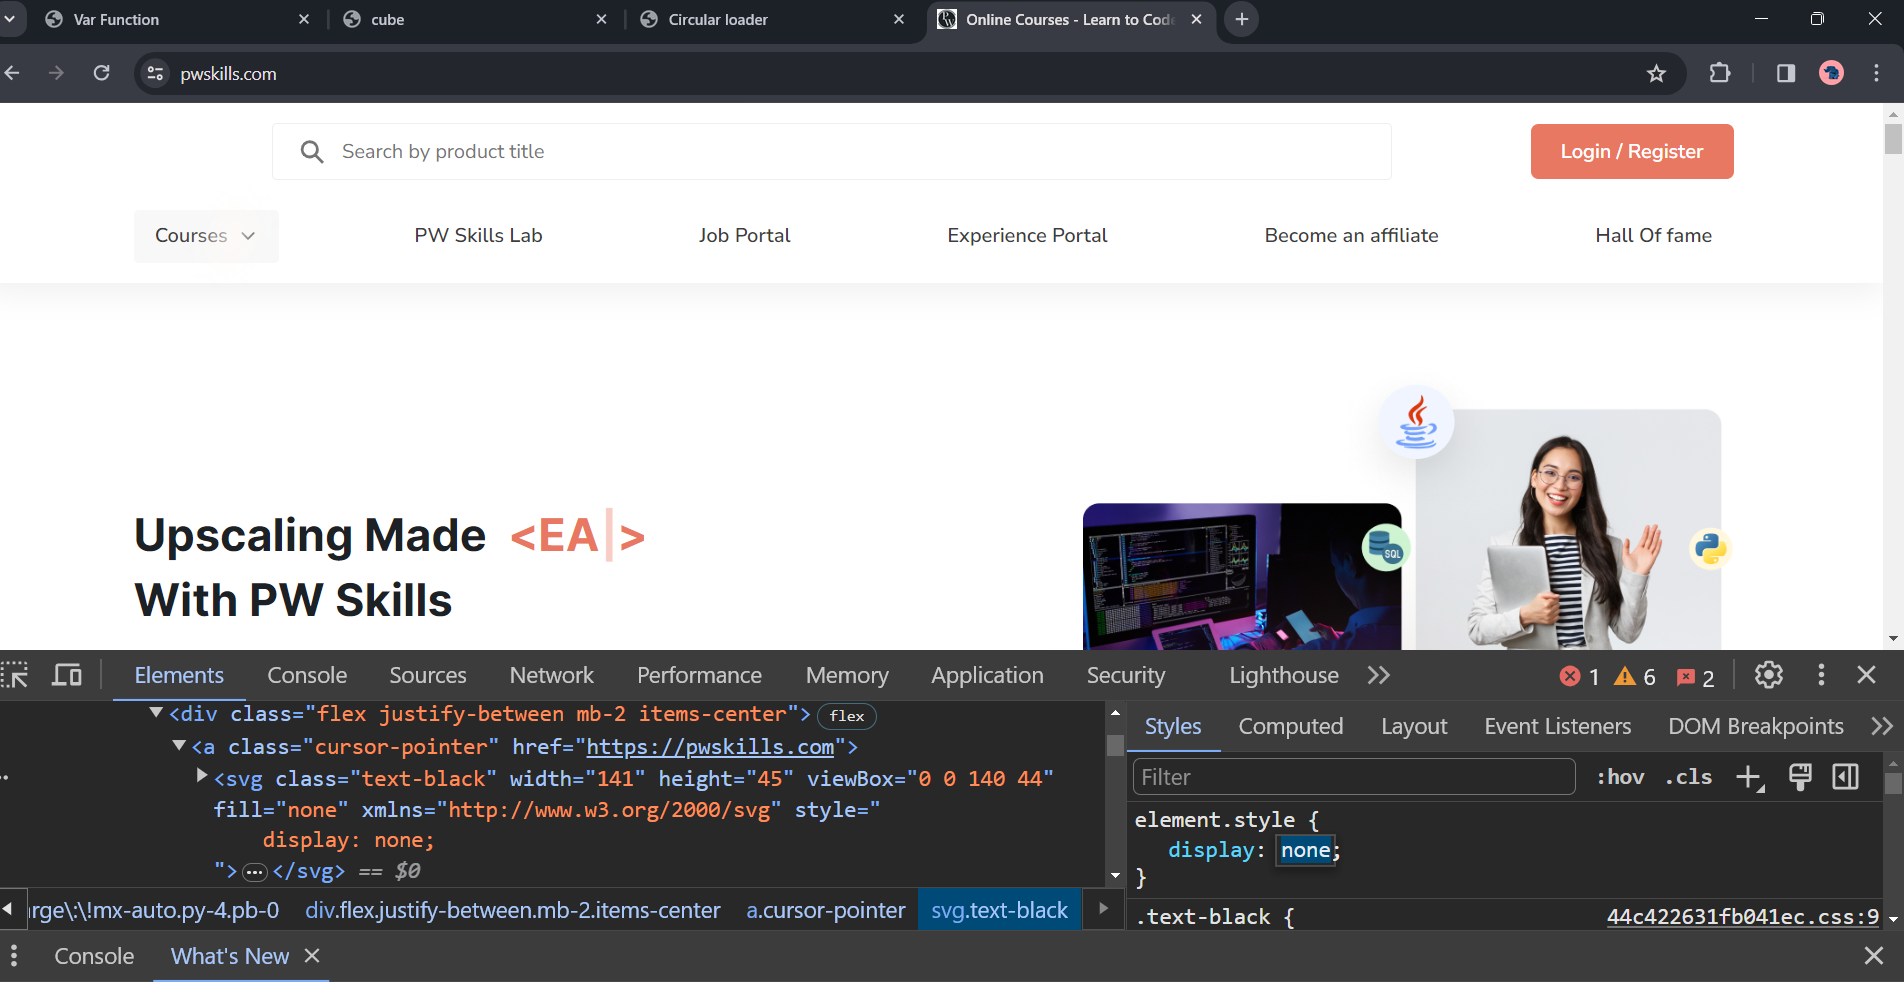 Var Function
cube
Circular loader
Online Courses - Learn to Cod
pwskills.com
Search by product title
Login / Register
Courses
PW Skills Lab
Job Portal
Experience Portal
Become an affiliate
Hall Of fame
Upscaling Made <EA|>
With PW Skills
SQL
Elements
Console
Sources
Network
Performance
Memory
Application
Security
Lighthouse
1
6
2
<div class="flex justify-between mb-2 items-center"> flex
<a class="cursor-pointer" href="https://pwskills.com">
<svg class="text-black" width="141" height="45" viewBox="0 0 140 44"
fill="none" xmlns="http://www.w3.org/2000/svg" style="
display: none;
">…</svg> == $0
Styles
Computed
Layout
Event Listeners
DOM Breakpoints
Filter
:hov
.cls
element.style {
display: none;
}
.text-black {
44c422631fb041ec.css:9
rge\:\!mx-auto.py-4.pb-0
div.flex.justify-between.mb-2.items-center
a.cursor-pointer
svg.text-black
Console
What's New